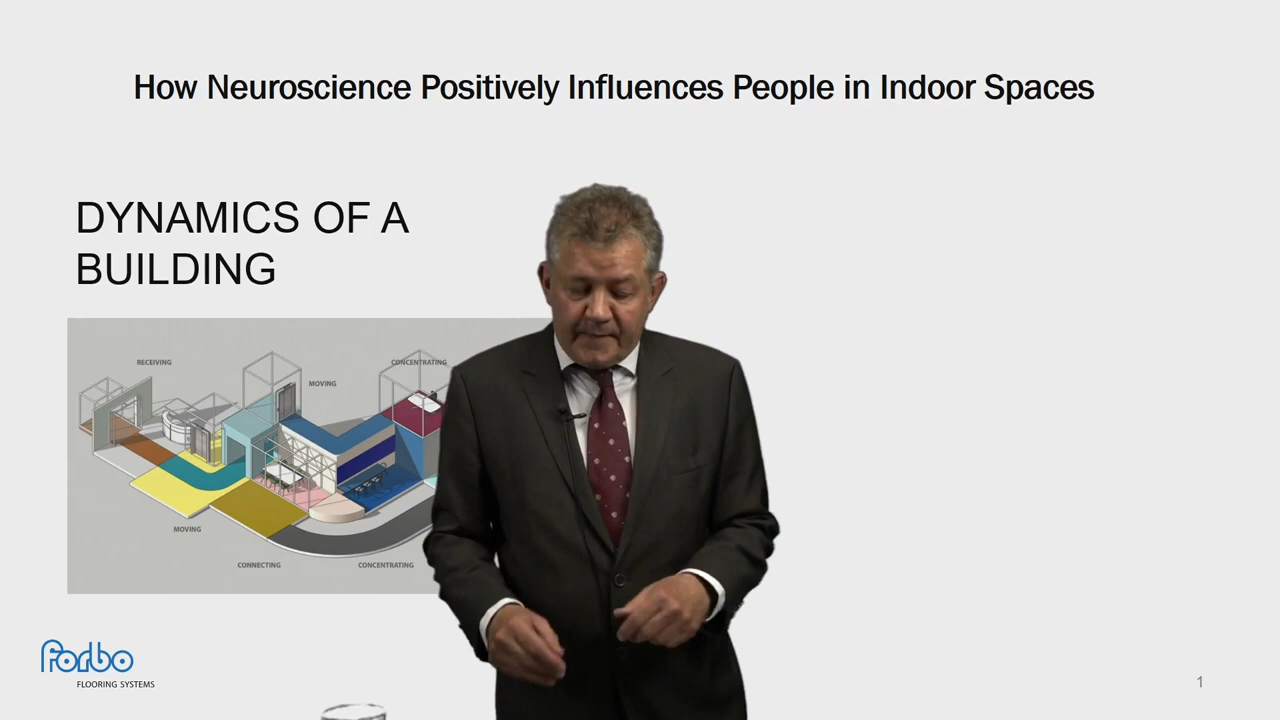 How Neuroscience Positively Influences People in Indoor Spaces
DYNAMICS OF A
BUILDING
RECEIVING
CONCENTRATING
MOVING
MOVING
CONNECTING
CONCENTRATING
forbo
FLOORING SYSTEMS
1